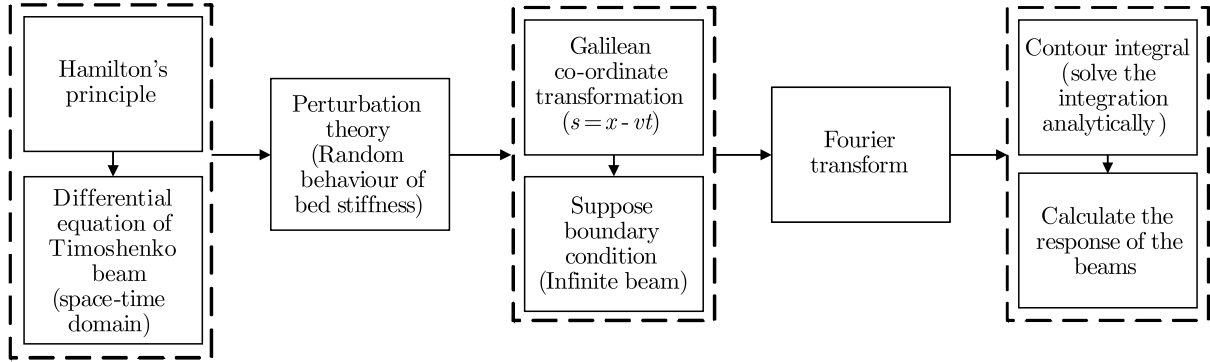 Hamilton's
principle
Differential
equation of
Timoshenko
beam
(space-time
domain)
Perturbation
theory
(Random
behaviour of
bed stiffness)
Galilean
co-ordinate
transformation
(s = x - vt)
Suppose
boundary
condition
(Infinite beam)
Fourier
transform
Contour integral
(solve the
integration
analytically)
Calculate the
response of the
beams